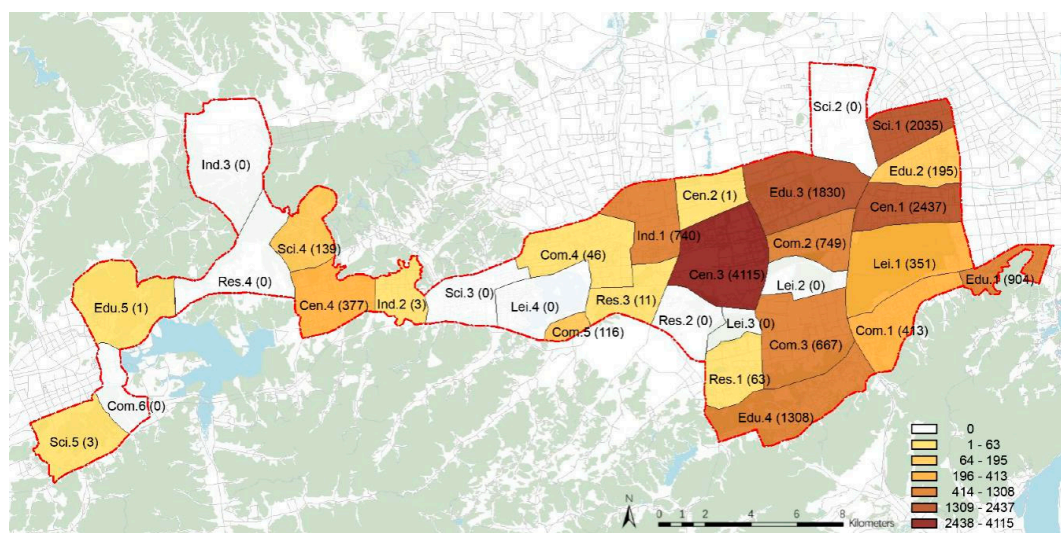 Sci.2 (0)
Sci.1 (2035)
Ind.3 (0)
Edu.2 (195)
Cen.2 (1)
Edu.3 (1830)
Cen.1 (2437)
Ind.1 (740)
Com.2 (749)
Sci.4 (139)
Com.4 (46)
Lei.1 (351)
Cen.3 (4115)
Res.4 (0)
Lei.2 (0)
Edu.1 (904)
Sci.3 (0)
Edu.5 (1)
Cen.4 (377)
Ind.2 (3)
Lei.4 (0)
Res.3 (11)
Res.2 (0)
Lei.3 (0)
Com.5 (116)
Com.1 (413)
Com.3 (667)
Res.1 (63)
Com.6 (0)
Edu.4 (1308)
Sci.5 (3)
0
1 - 63
64 - 195
196 - 413
414 - 1308
1309 - 2437
2438 - 4115
N
0 1 2 4 6 8
Kilometers